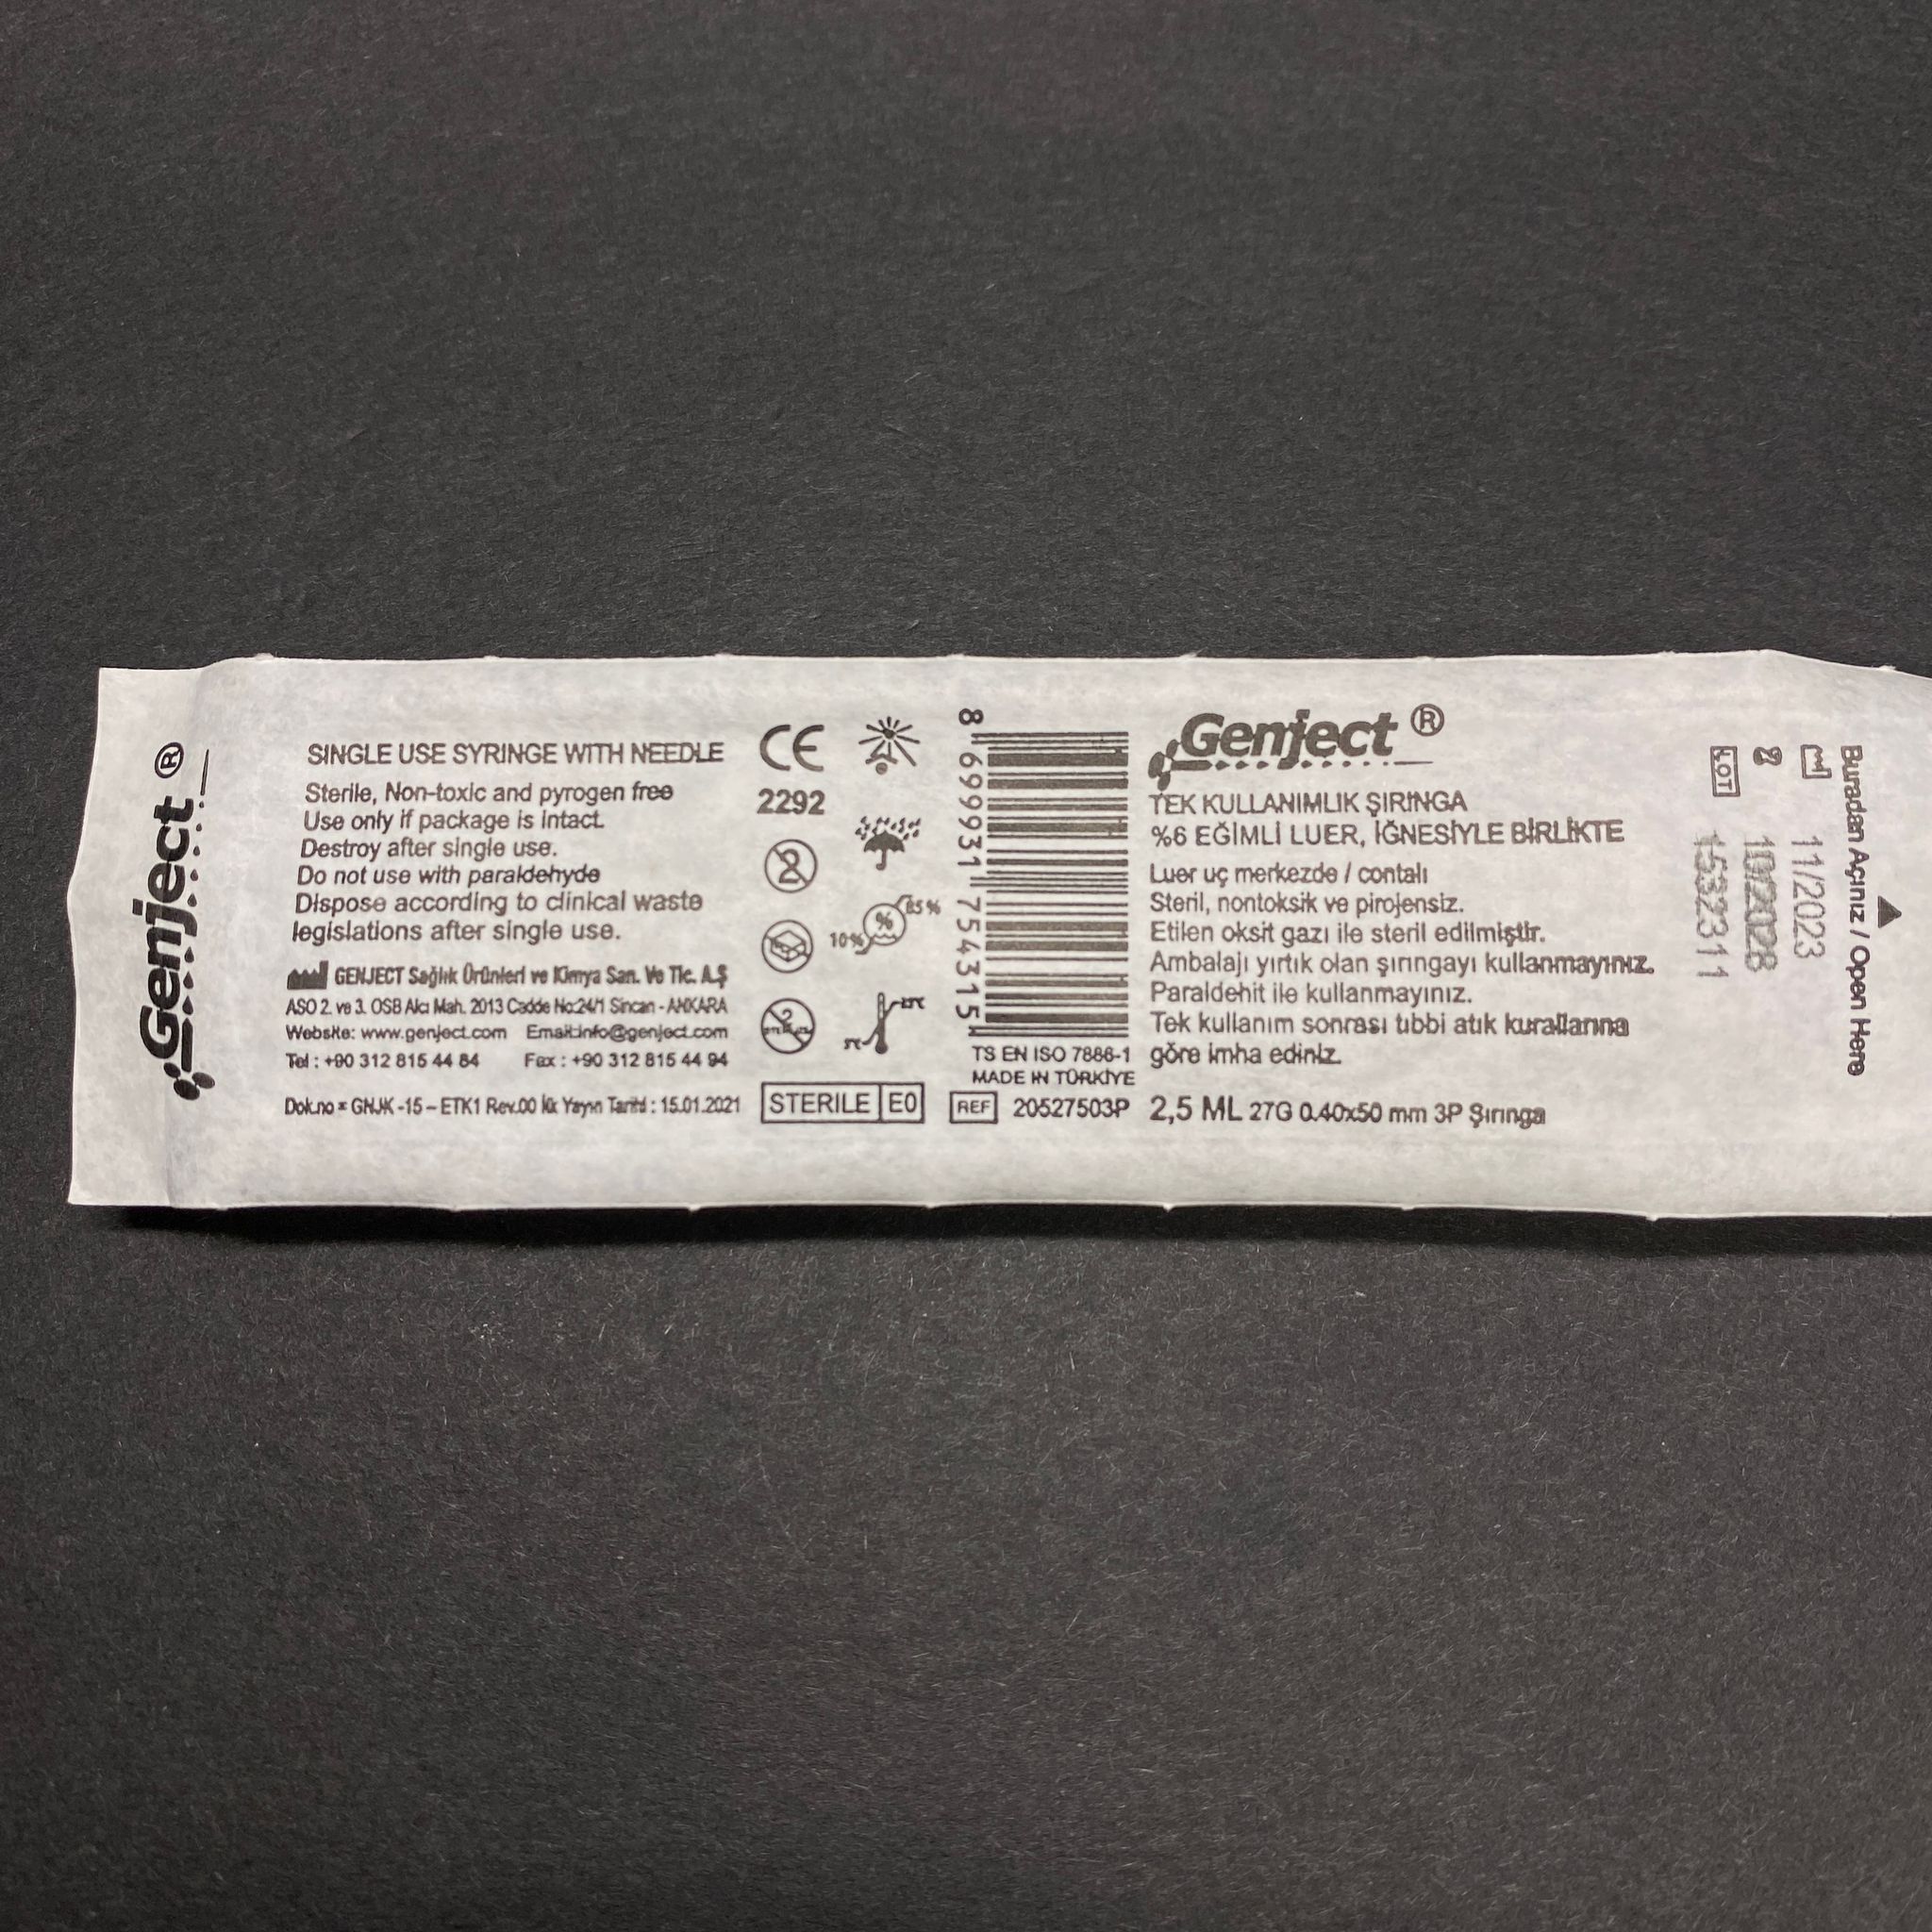 Genject ®
SINGLE USE SYRINGE WITH NEEDLE
Sterile, Non-toxic and pyrogen free
Use only if package is intact.
Destroy after single use.
Do not use with paraldehyde
Dispose according to clinical waste
legislations after single use.
GENJECT Sağlık Ürünleri ve Kimya San. Ve Tic. A.Ş
ASO 2. ve 3. OSB Alcı Mah. 2013 Cadde No:24/1 Sincan - ANKARA
Website: www.genject.com Email:info@genject.com
Tel : +90 312 815 44 84 Fax : +90 312 815 44 94
Dok.no = GNJK -15 – ETK1 Rev.00 İlk Yayın Tarihi : 15.01.2021
CE
2292
2
10% %
2
STERILE E0
8 699931 754315
TS EN ISO 7886-1
MADE IN TÜRKİYE
REF 20527503P
Genject ®
TEK KULLANIMLIK ŞIRINGA
%6 EĞİMLİ LUER, İĞNESİYLE BİRLİKTE
Luer uç merkezde / contalı
Steril, nontoksik ve pirojensiz.
Etilen oksit gazı ile steril edilmiştir.
Ambalajı yırtık olan şırıngayı kullanmayınız.
Paraldehit ile kullanmayınız.
Tek kullanım sonrası tıbbi atık kurallarına
göre imha ediniz.
2,5 ML 27G 0.40x50 mm 3P Şırınga
LOT 1532311
10/2028
11/2023
Buradan Açınız / Open Here